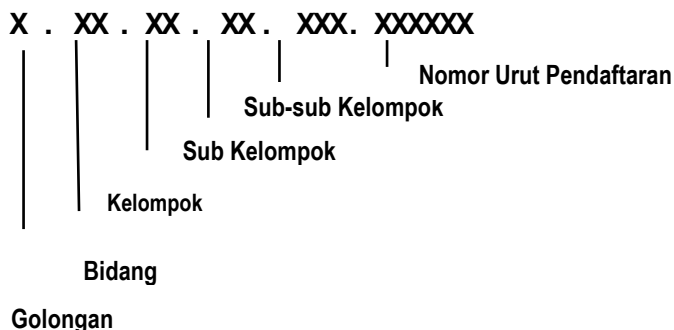 X . XX . XX . XX . XXX. XXXXXX
Nomor Urut Pendaftaran
Sub-sub Kelompok
Sub Kelompok
Kelompok
Bidang
Golongan